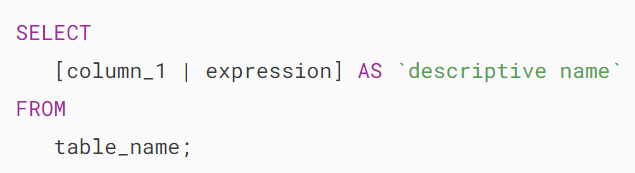 SELECT
[column_1 | expression] AS `descriptive name`
FROM
table_name;